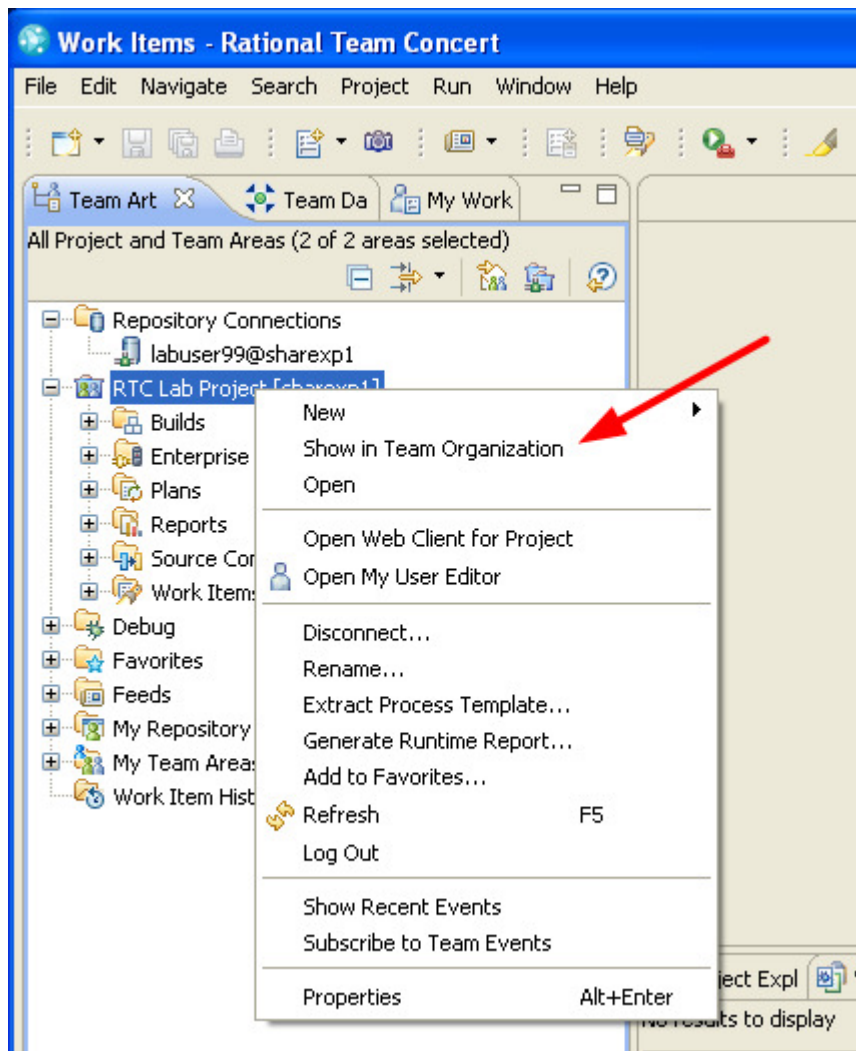 Work Items - Rational Team Concert
File Edit Navigate Search Project Run Window Help
Team Art Team Da My Work
All Project and Team Areas (2 of 2 areas selected)
Repository Connections
labuser99@sharexp1
RTC Lab Project [sharexp1]
Builds
Enterprise
Plans
Reports
Source Con
Work Items
Debug
Favorites
Feeds
My Repository
My Team Areas
Work Item Hist
New
Show in Team Organization
Open
Open Web Client for Project
Open My User Editor
Disconnect...
Rename...
Extract Process Template...
Generate Runtime Report...
Add to Favorites...
Refresh F5
Log Out
Show Recent Events
Subscribe to Team Events
Properties Alt+Enter
ject Expl
No results to display